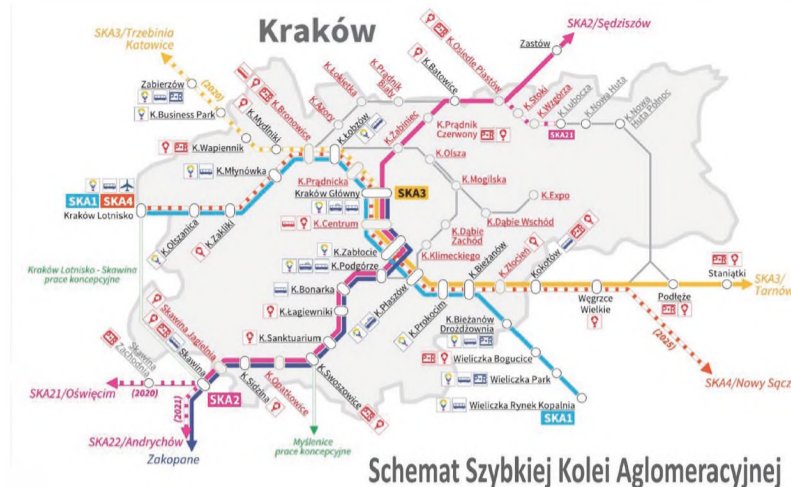 Kraków
SKA3/Trzebinia
Katowice
(2020)
Zabierzów
K.Business Park
K.Mydlniki
K.Wapiennik
K.Bronowice
K.Azory
K.Łokietka
K.Prądnik
Biały
K.Łobzów
K.Młynówka
K.Prądnicka
Kraków Główny
K.Centrum
SKA3
K.Żabiniec
K.Batowice
K.Osiedle Piastów
SKA2/Sędziszów
Zastów
K.Stoki
K.Wzgórza
K.Lubocza
SKA21
K.Nowa Huta
K.Nowa
Huta Północ
K.Prądnik
Czerwony
K.Olsza
K.Mogilska
K.Expo
K.Dąbie Wschód
K.Dąbie
Zachód
K.Klimeckiego
SKA1
SKA4
Kraków Lotnisko
K.Olszanica
K.Zakliki
Kraków Lotnisko - Skawina
prace koncepcyjne
K.Zabłocie
K.Podgórze
K.Bonarka
K.Łagiewniki
K.Sanktuarium
K.Płaszów
K.Prokocim
K.Bieżanów
K.Złocień
Kokotów
Węgrzce
Wielkie
Podłęże
Staniątki
SKA3/
Tarnów
(2025)
SKA4/Nowy Sącz
K.Bieżanów
Drożdżownia
Wieliczka Bogucice
Wieliczka Park
Wieliczka Rynek Kopalnia
SKA1
Skawina
Zachodnia
Skawina Jagielnia
Skawina
SKA2
K.Sidzina
K.Opatkowice
K.Swoszowice
SKA21/Oświęcim
(2020)
(2021)
SKA22/Andrychów
Zakopane
Myślenice
prace koncepcyjne
Schemat Szybkiej Kolei Aglomeracyjnej